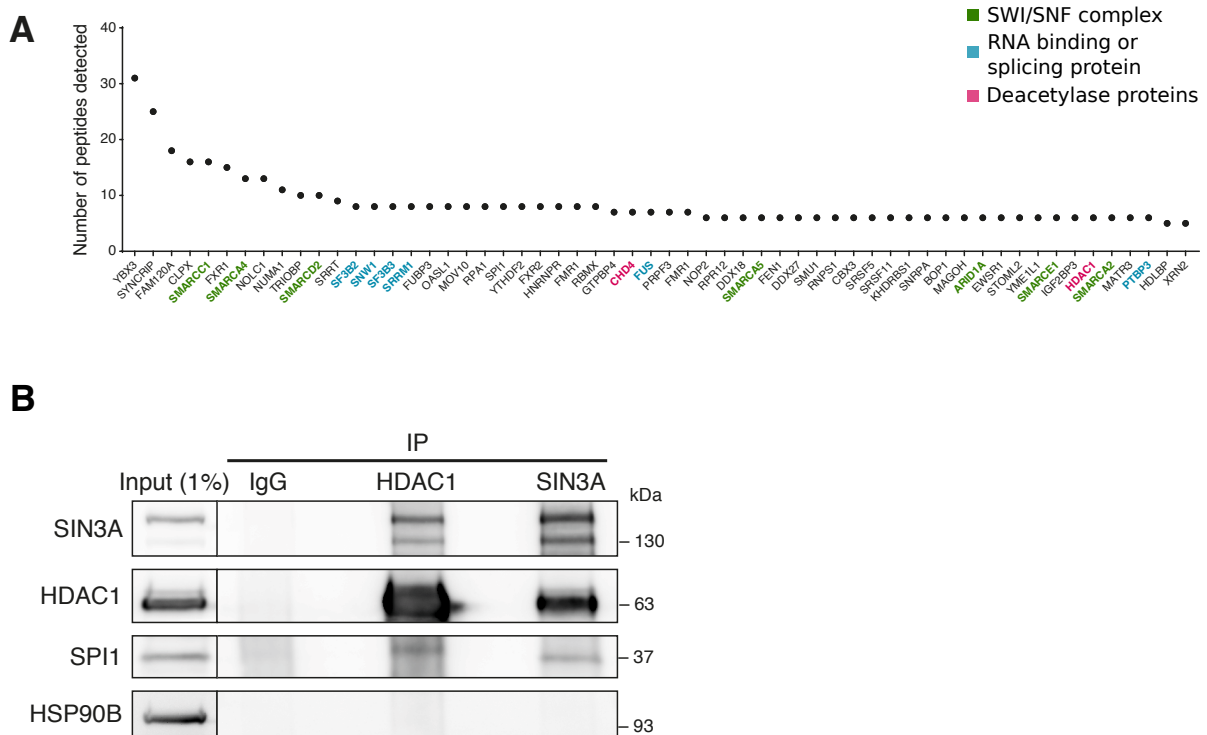 A
Number of peptides detected
40
30
20
10
0
SWI/SNF complex
RNA binding or
splicing protein
Deacetylase proteins
YBX3
SYNCRIP
FAM120A
CLPX
SMARCC1
FXR1
SMARCA4
NOLC1
NUMA1
TRIOBP
SMARCD2
SRRT
SF3B2
SNW1
SF3B3
SRRM1
FUBP3
OASL1
MOV10
RPA1
SPI1
YTHDF2
FXR2
HNRNPR
FMR1
RBMX
GTPBP4
CHD4
FUS
PRPF3
FMR1
NOP2
RPR12
DDX18
SMARCA5
FEN1
DDX27
SMU1
RNPS1
CBX3
SRSF5
SRSF11
KHDRBS1
SNRPA
BOP1
MAGOH
ARID1A
EWSR1
STOML2
YME1L1
SMARCE1
IGF2BP3
HDAC1
SMARCA2
MATR3
PTBP3
HDLBP
XRN2
B
IP
Input (1%) IgG HDAC1 SIN3A
kDa
SIN3A
130
HDAC1
63
SPI1
37
HSP90B
93